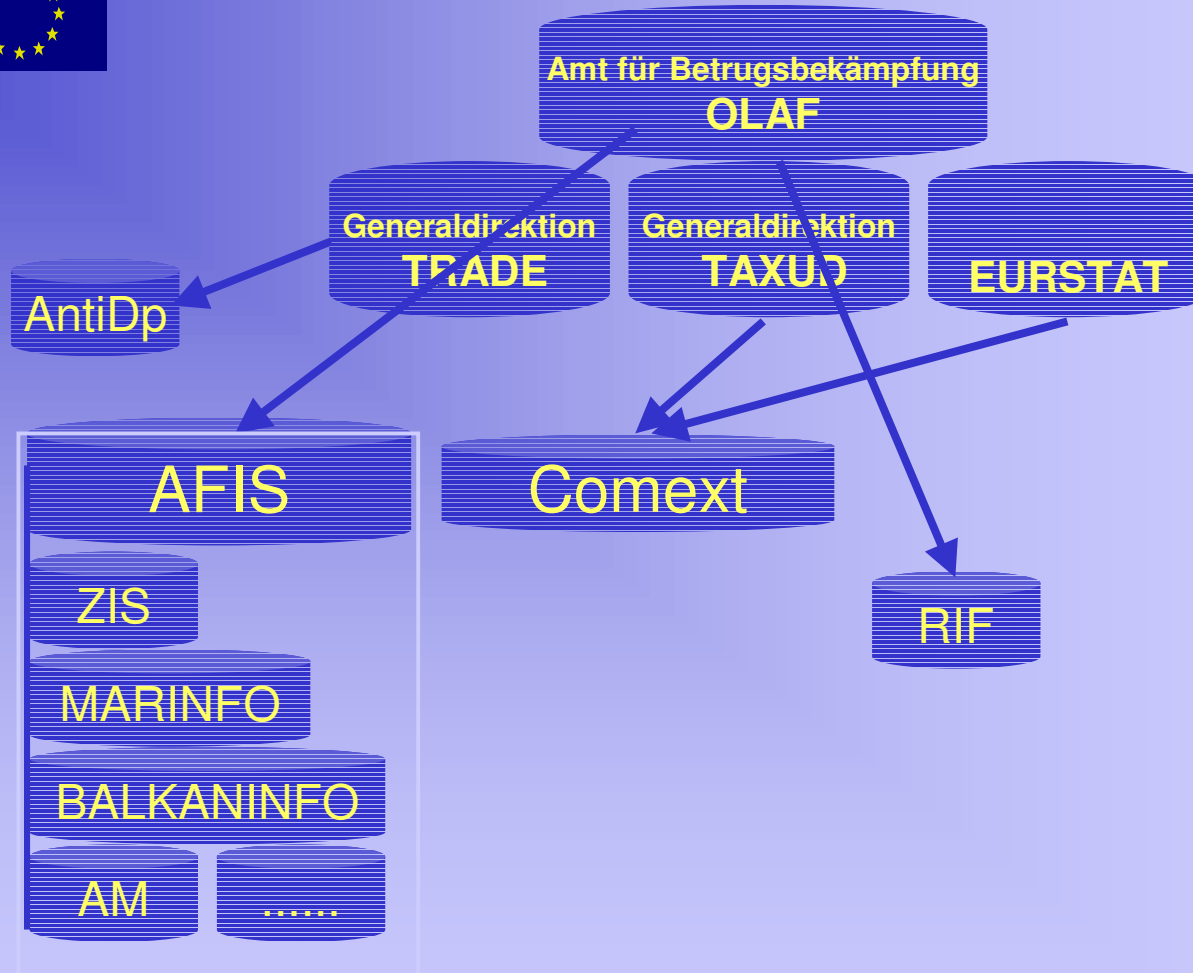 Amt für Betrugsbekämpfung
OLAF
Generaldirektion
TRADE
Generaldirektion
TAXUD
EURSTAT
AntiDp
AFIS
Comext
ZIS
RIF
MARINFO
BALKANINFO
AM
......